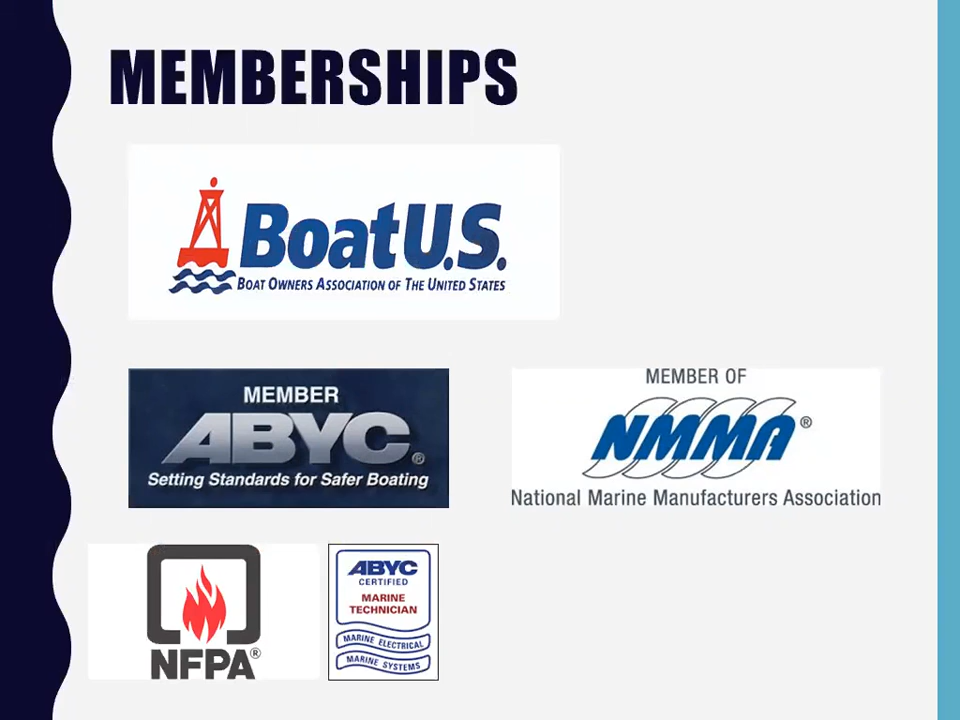 MEMBERSHIPS
BoatU.S.
BOAT OWNERS ASSOCIATION OF THE UNITED STATES
MEMBER
ABYC®
Setting Standards for Safer Boating
MEMBER OF
NMMA®
National Marine Manufacturers Association
NFPA®
ABYC
CERTIFIED
MARINE
TECHNICIAN
MARINE ELECTRICAL
MARINE SYSTEMS